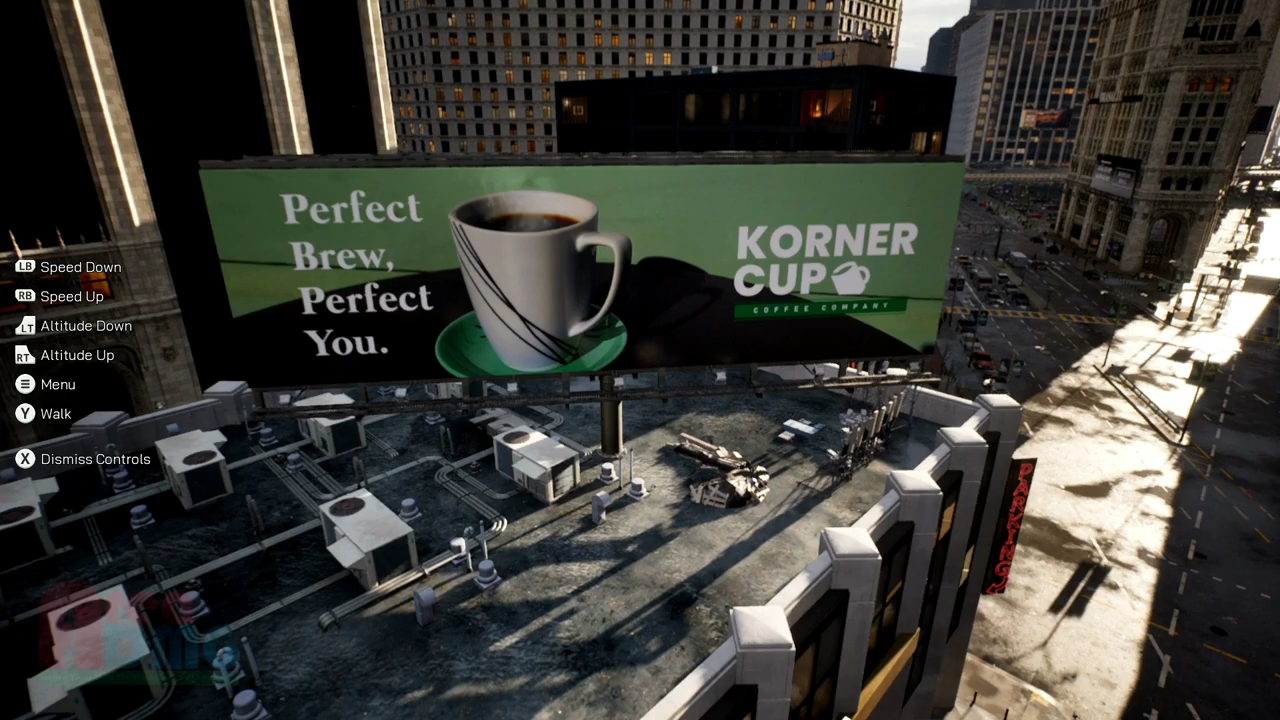 Perfect
Brew,
Perfect
You.
KORNER
CUP
COFFEE COMPANY
LB Speed Down
RB Speed Up
LT Altitude Down
RT Altitude Up
Menu
Y Walk
X Dismiss Controls
PARKING